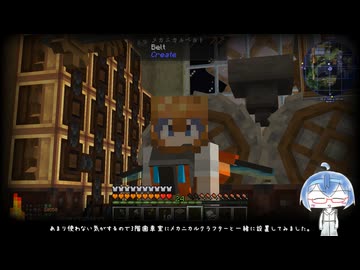 メカニカルベルト
Belt
Create
あまり使わない気がするので3階図書室にメカニカルクラフターと一緒に設置してみました。